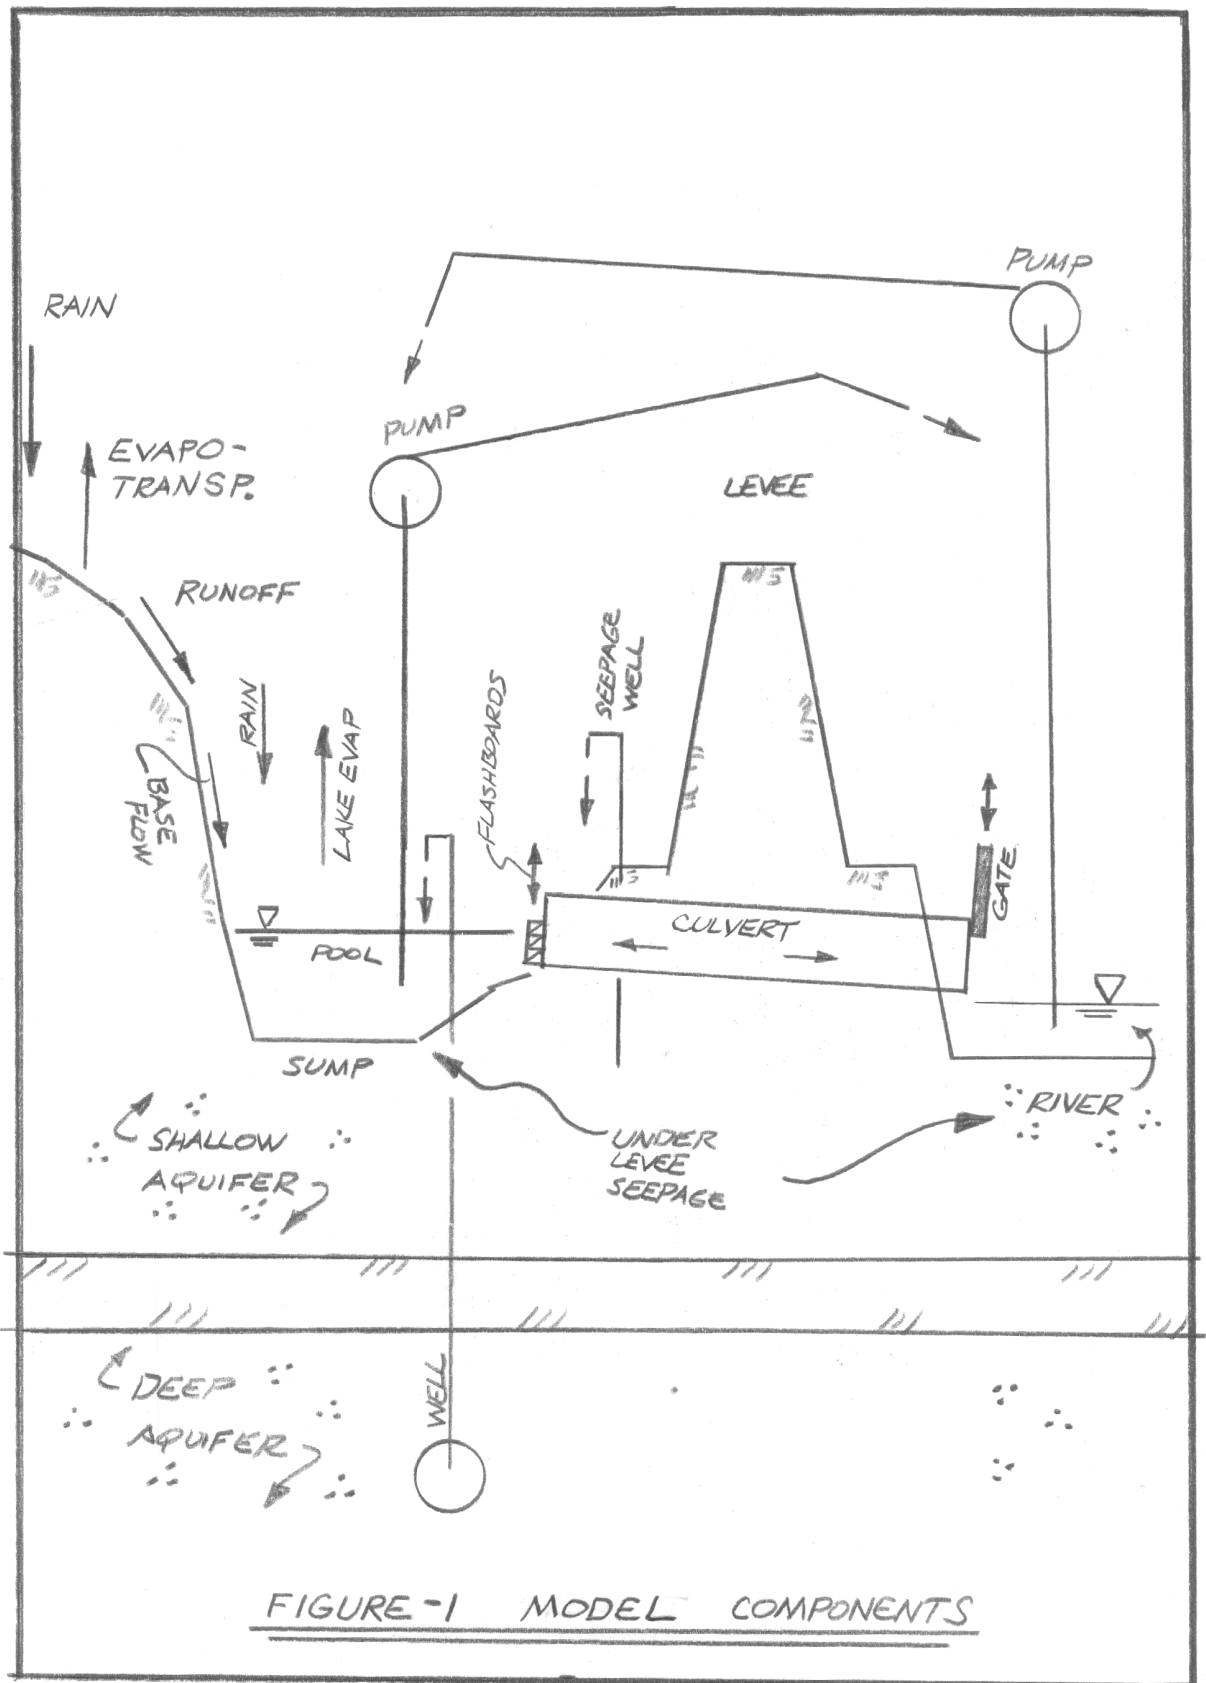 PUMP
RAIN
PUMP
EVAPO-
TRANSP.
LEVEE
RUNOFF
SEEPAGE
WELL
FLASHBOARDS
RAIN
LAKE EVAP
BASE
FLOW
GATE
CULVERT
POOL
SUMP
RIVER
SHALLOW
AQUIFER
UNDER
LEVEE
SEEPAGE
DEEP
AQUIFER
WELL
FIGURE-1 MODEL COMPONENTS